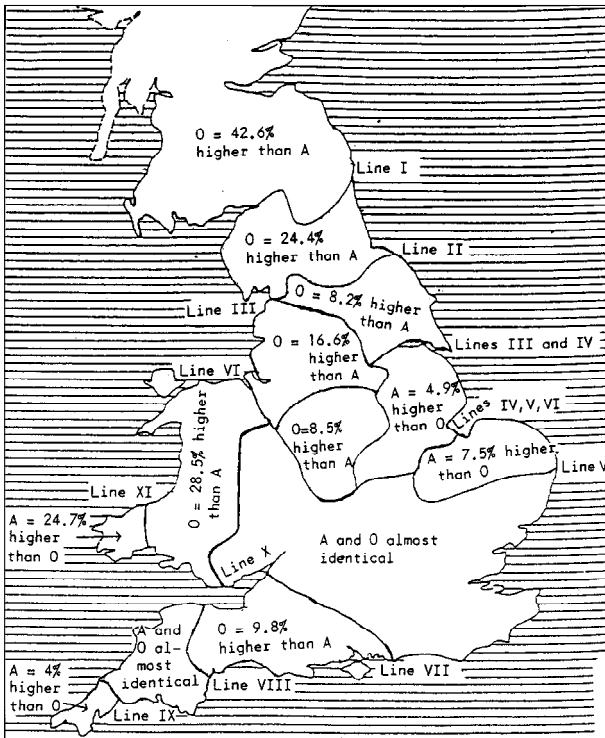 O = 42.6%
higher than A
Line I
O = 24.4%
higher than A
Line II
Line III
O = 8.2% higher
than A
O = 16.6%
higher
than A
Lines III and IV
Line VI
A = 4.9%
higher
than O
Lines IV,V,VI
O=8.5%
higher
than A
A = 7.5% higher
than O
Line V
O = 28.5% higher
than A
Line XI
A = 24.7%
higher
than O
A and O almost
identical
Line X
A and
O al-
most
identical
O = 9.8%
higher than A
Line VII
A = 4%
higher
than O
Line VIII
Line IX